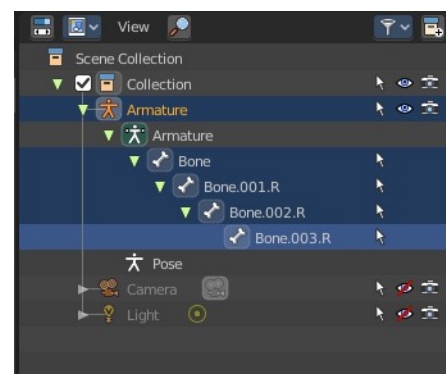 View
Scene Collection
Collection
Armature
Armature
Bone
Bone.001.R
Bone.002.R
Bone.003.R
Pose
Camera
Light